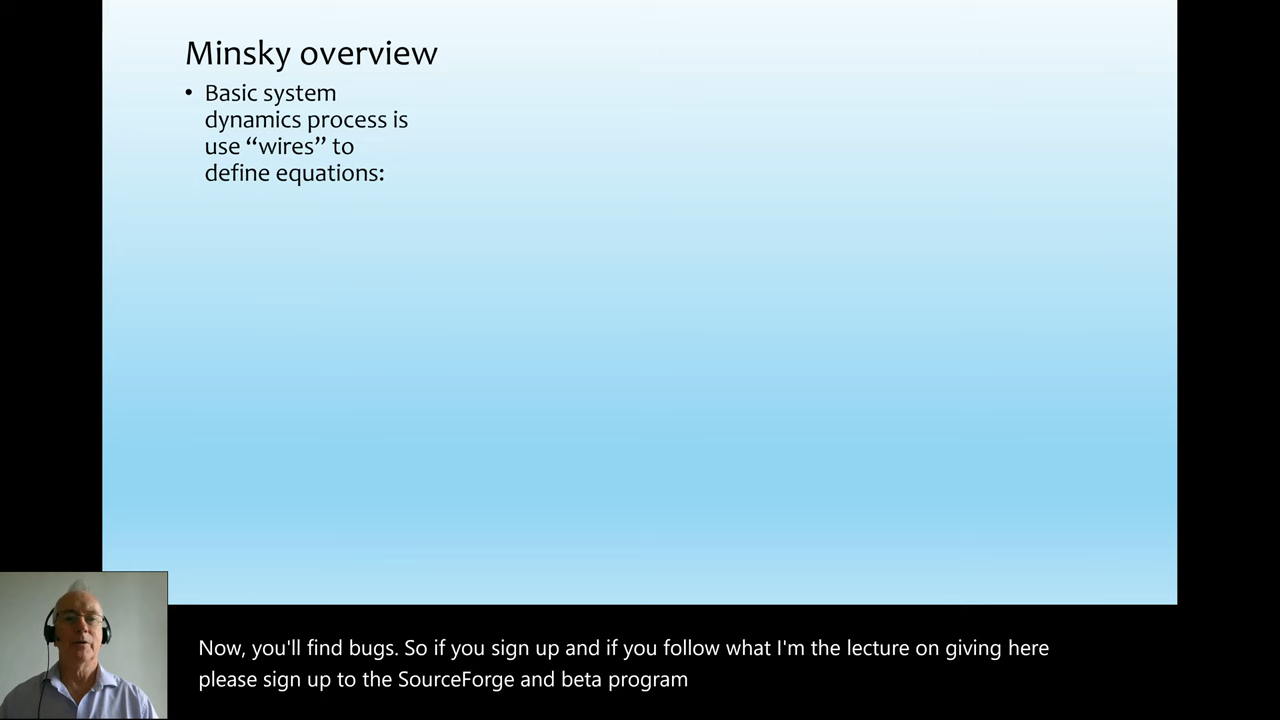 Minsky overview
• Basic system
dynamics process is
use “wires” to
define equations:
Now, you'll find bugs. So if you sign up and if you follow what I'm the lecture on giving here
please sign up to the SourceForge and beta program